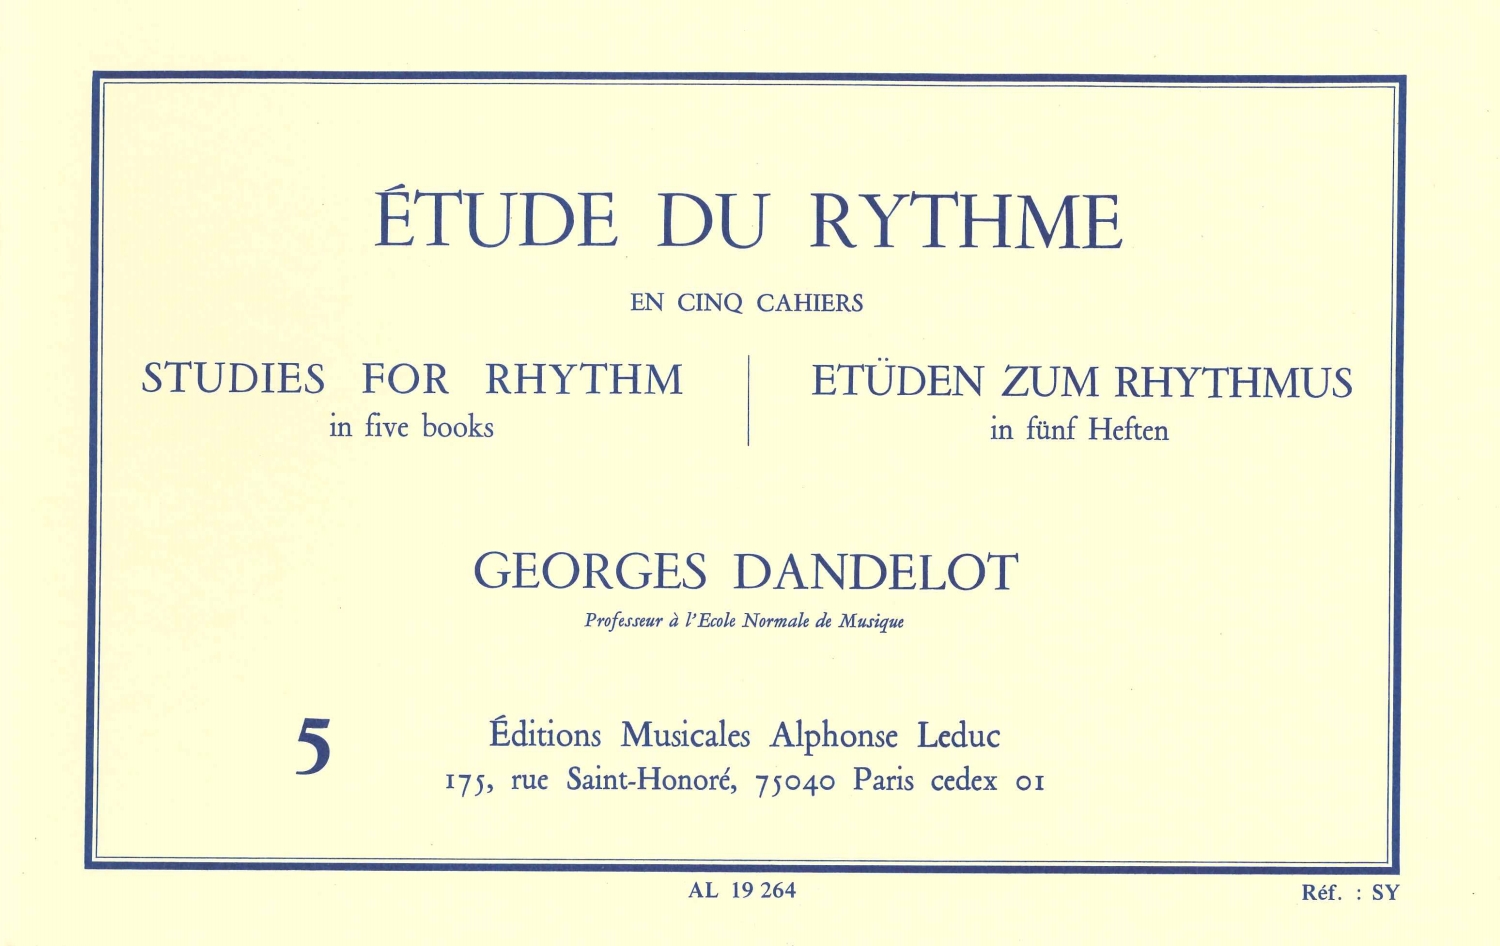 ÉTUDE DU RYTHME
EN CINQ CAHIERS
STUDIES FOR RHYTHM
in five books
ETÜDEN ZUM RHYTHMUS
in fünf Heften
GEORGES DANDELOT
Professeur à l'Ecole Normale de Musique
5
Éditions Musicales Alphonse Leduc
175, rue Saint-Honoré, 75040 Paris cedex 01
AL 19 264
Réf. : SY